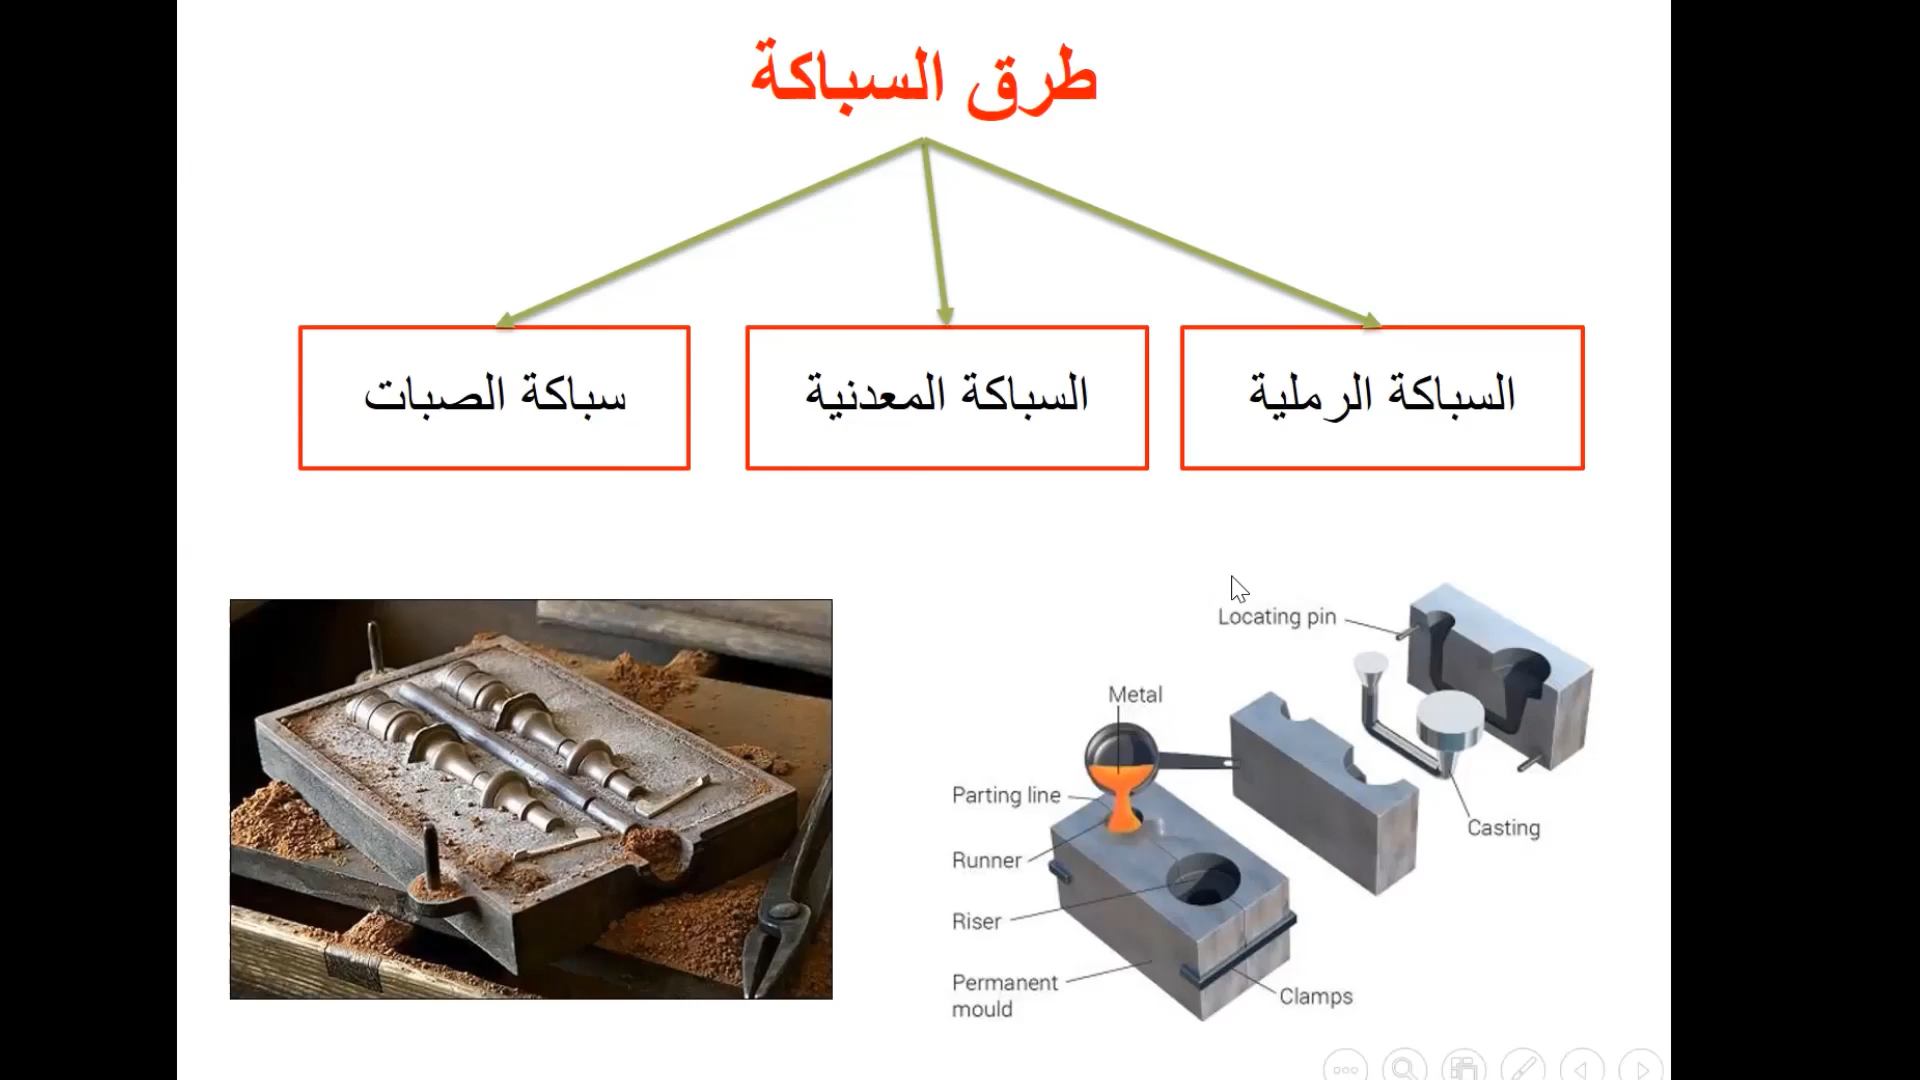 طرق السباكة
السباكة الرملية
السباكة المعدنية
سباكة الصبات
Locating pin
Metal
Parting line
Casting
Runner
Riser
Permanent
mould
Clamps